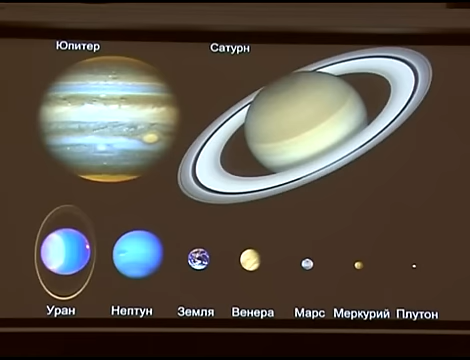 Юпитер
Сатурн
Уран
Нептун
Земля
Венера
Марс
Меркурий
Плутон